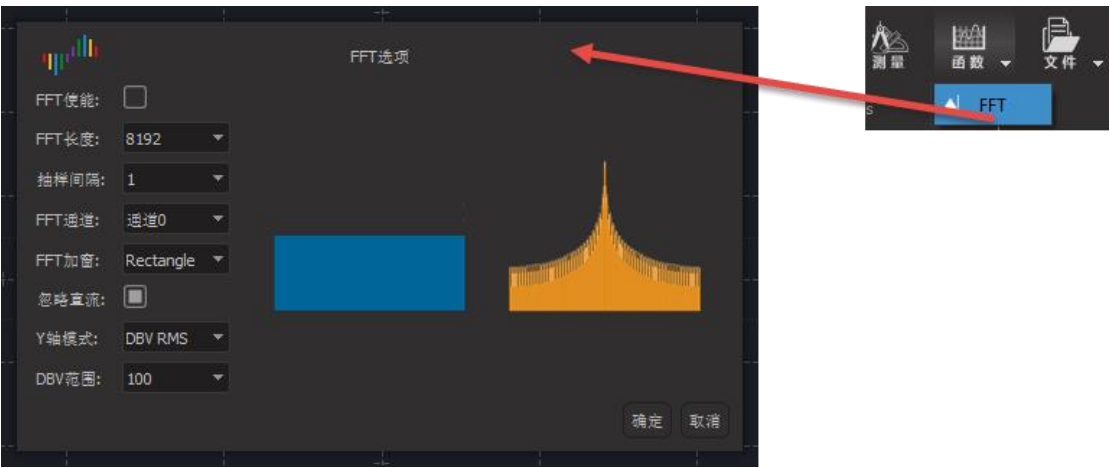 FFT选项
FFT使能:
FFT长度: 8192
抽样间隔: 1
FFT通道: 通道0
FFT加窗: Rectangle
忽略直流:
Y轴模式: DBV RMS
DBV范围: 100
确定 取消
测量 函数 文件
s
FFT